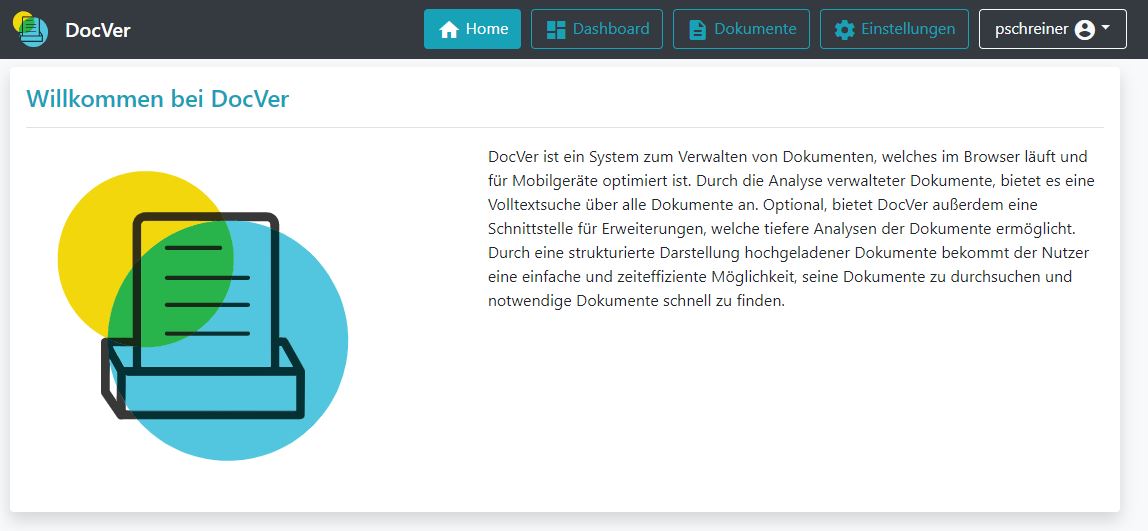 DocVer
Home
Dashboard
Dokumente
Einstellungen
pschreiner
Willkommen bei DocVer
DocVer ist ein System zum Verwalten von Dokumenten, welches im Browser läuft und
für Mobilgeräte optimiert ist. Durch die Analyse verwalteter Dokumente, bietet es eine
Volltextsuche über alle Dokumente an. Optional, bietet DocVer außerdem eine
Schnittstelle für Erweiterungen, welche tiefere Analysen der Dokumente ermöglicht.
Durch eine strukturierte Darstellung hochgeladener Dokumente bekommt der Nutzer
eine einfache und zeiteffiziente Möglichkeit, seine Dokumente zu durchsuchen und
notwendige Dokumente schnell zu finden.